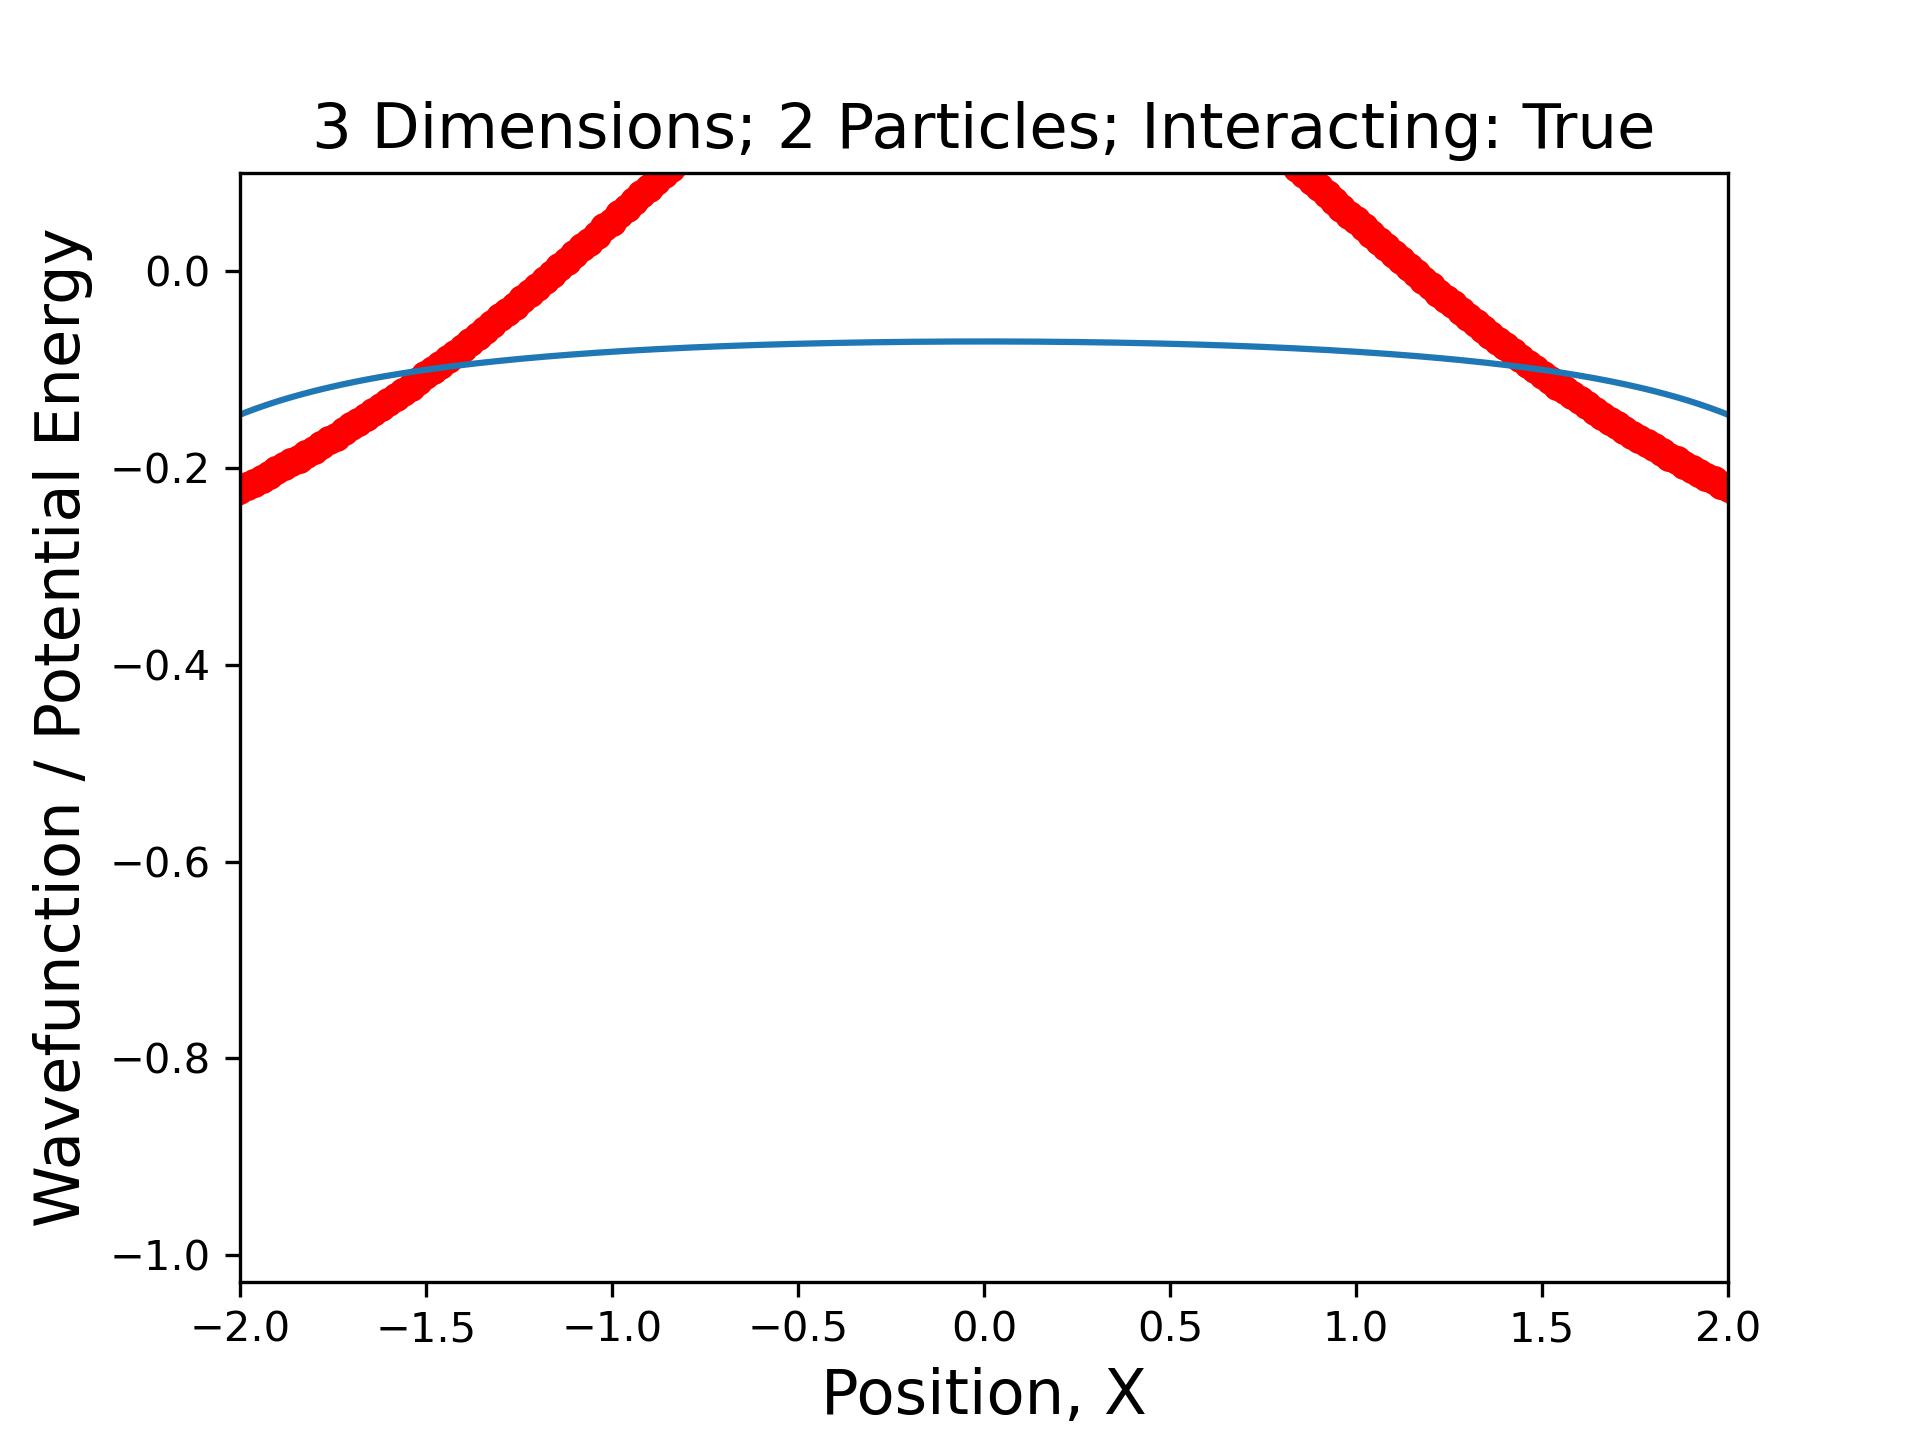 3 Dimensions; 2 Particles; Interacting: True
Wavefunction / Potential Energy
0.0
−0.2
−0.4
−0.6
−0.8
−1.0
−2.0 −1.5 −1.0 −0.5 0.0 0.5 1.0 1.5 2.0
Position, X